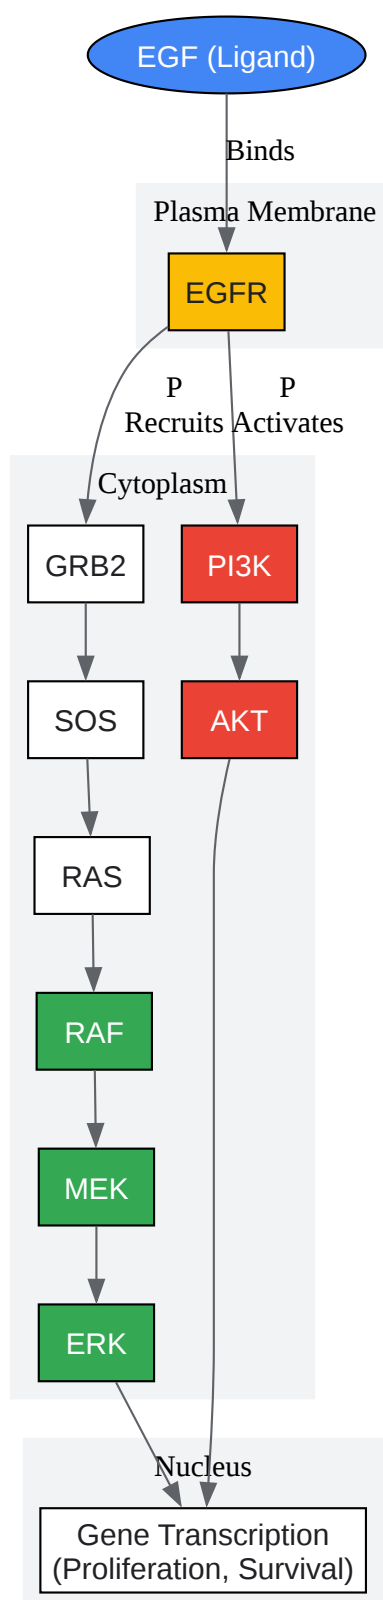 EGF (Ligand)
Binds
Plasma Membrane
EGFR
P
Recruits
P
Activates
Cytoplasm
GRB2
PI3K
SOS
AKT
RAS
RAF
MEK
ERK
Nucleus
Gene Transcription
(Proliferation, Survival)